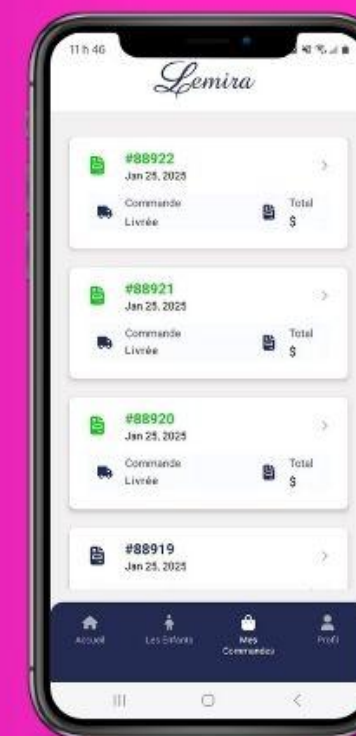 11 h 46
Lemira
#88922
Jan 25, 2025
Commande
Livrée
Total
$
#88921
Jan 25, 2025
Commande
Livrée
Total
$
#88920
Jan 25, 2025
Commande
Livrée
Total
$
#88919
Jan 25, 2025
Accueil
Les Enfants
Mes
Commandes
Profil